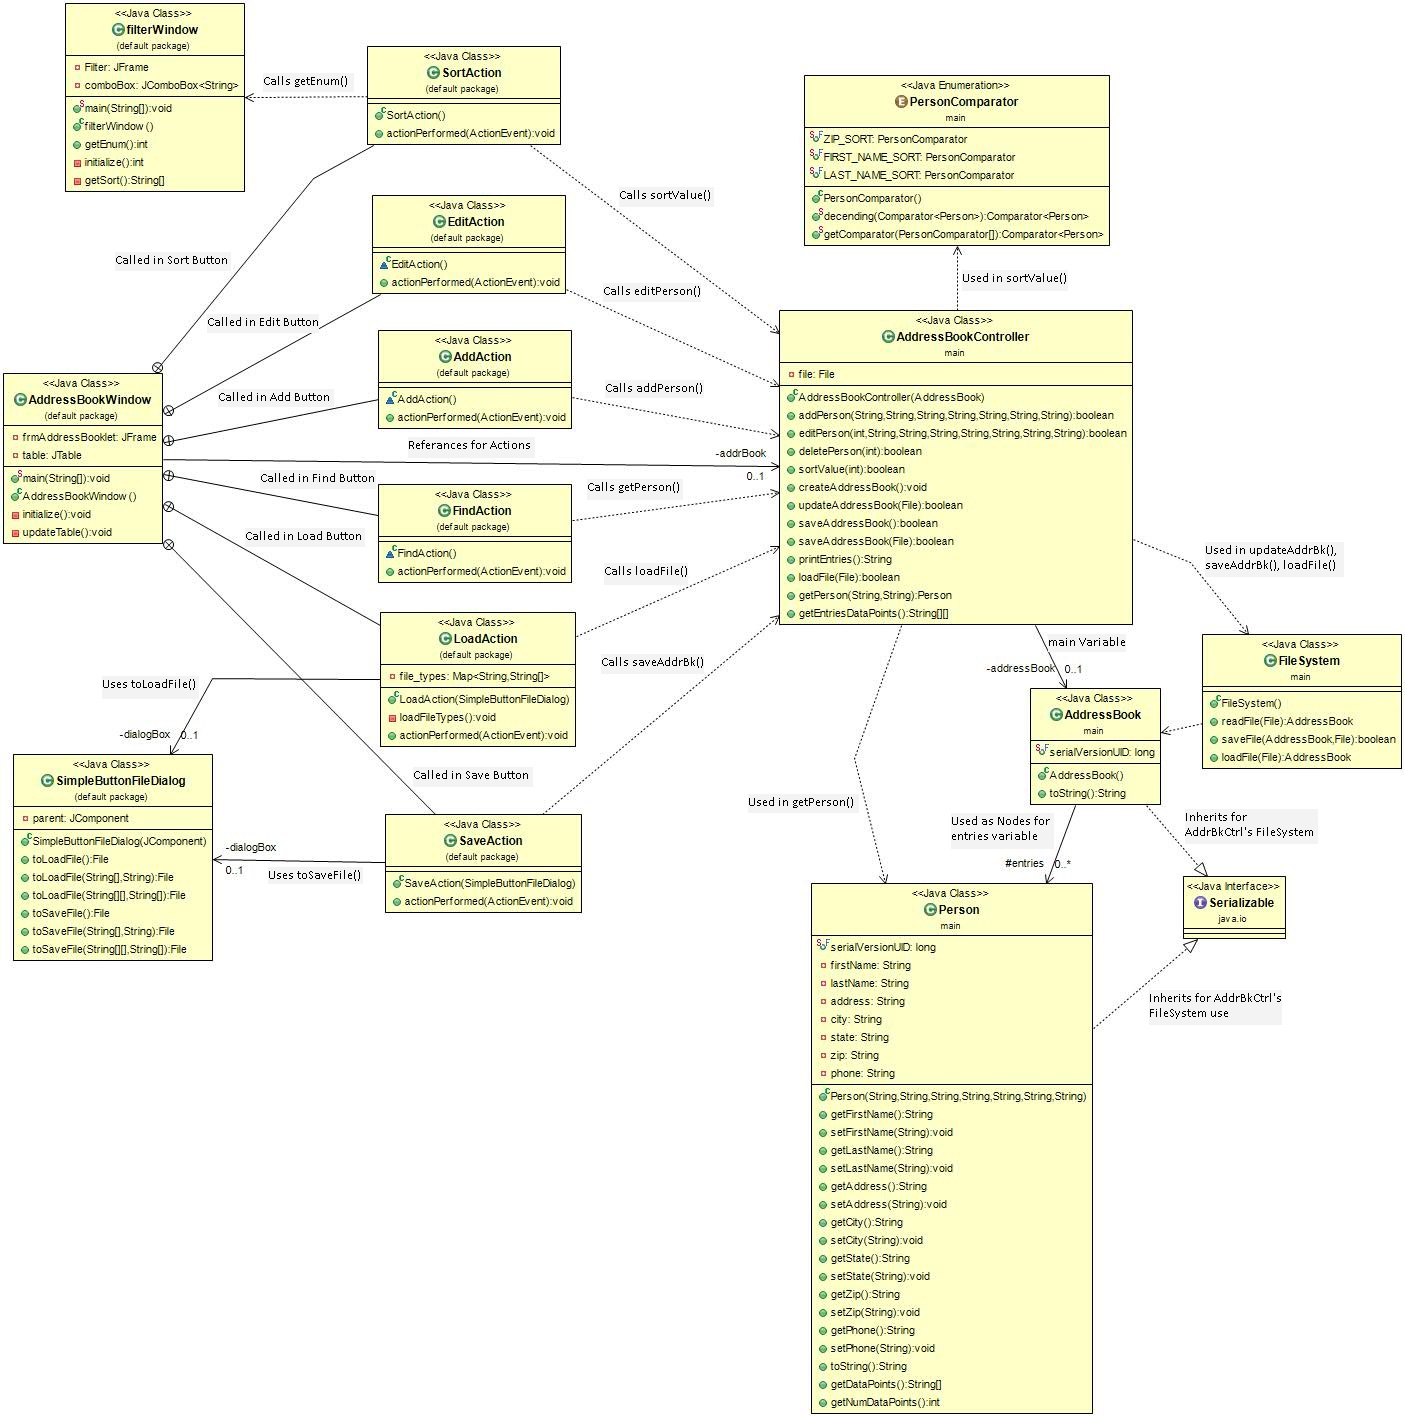 <<Java Class>>
filterWindow
(default package)
Filter: JFrame
comboBox: JComboBox<String>
main(String[]):void
filterWindow ()
getEnum():int
initialize():int
getSort():String[]
Calls getEnum()
<<Java Class>>
SortAction
(default package)
SortAction()
actionPerformed(ActionEvent):void
Calls sortValue()
Called in Sort Button
<<Java Enumeration>>
PersonComparator
main
ZIP_SORT: PersonComparator
FIRST_NAME_SORT: PersonComparator
LAST_NAME_SORT: PersonComparator
PersonComparator()
decending(Comparator<Person>):Comparator<Person>
getComparator(PersonComparator[]):Comparator<Person>
Used in sortValue()
<<Java Class>>
EditAction
(default package)
EditAction()
actionPerformed(ActionEvent):void
Calls editPerson()
Called in Edit Button
<<Java Class>>
AddAction
(default package)
AddAction()
actionPerformed(ActionEvent):void
Calls addPerson()
Called in Add Button
<<Java Class>>
AddressBookWindow
(default package)
frmAddressBooklet: JFrame
table: JTable
main(String[]):void
AddressBookWindow ()
initialize():void
updateTable():void
Referances for Actions
-addrBook
0..1
Called in Find Button
<<Java Class>>
FindAction
(default package)
FindAction()
actionPerformed(ActionEvent):void
Calls getPerson()
Called in Load Button
Calls loadFile()
<<Java Class>>
AddressBookController
main
file: File
AddressBookController(AddressBook)
addPerson(String,String,String,String,String,String,String):boolean
editPerson(int,String,String,String,String,String,String,String):boolean
deletePerson(int):boolean
sortValue(int):boolean
createAddressBook():void
updateAddressBook(File):boolean
saveAddressBook():boolean
saveAddressBook(File):boolean
printEntries():String
loadFile(File):boolean
getPerson(String,String):Person
getEntriesDataPoints():String[][]
Used in updateAddrBk(),
saveAddrBk(), loadFile()
<<Java Class>>
LoadAction
(default package)
file_types: Map<String,String[]>
LoadAction(SimpleButtonFileDialog)
loadFileTypes():void
actionPerformed(ActionEvent):void
Calls saveAddrBk()
main Variable
-addressBook
0..1
<<Java Class>>
FileSystem
main
FileSystem()
readFile(File):AddressBook
saveFile(AddressBook,File):boolean
loadFile(File):AddressBook
Uses toLoadFile()
-dialogBox
0..1
<<Java Class>>
AddressBook
main
serialVersionUID: long
AddressBook()
toString():String
<<Java Class>>
SimpleButtonFileDialog
(default package)
parent: JComponent
SimpleButtonFileDialog(JComponent)
toLoadFile():File
toLoadFile(String[],String):File
toLoadFile(String[][],String[]):File
toSaveFile():File
toSaveFile(String[],String):File
toSaveFile(String[][],String[]):File
Called in Save Button
-dialogBox
0..1
Uses toSaveFile()
<<Java Class>>
SaveAction
(default package)
SaveAction(SimpleButtonFileDialog)
actionPerformed(ActionEvent):void
Used in getPerson()
Used as Nodes for
entries variable
#entries
0..*
Inherits for
AddrBkCtrl's FileSystem
<<Java Interface>>
Serializable
java.io
Inherits for AddrBkCtrl's
FileSystem use
<<Java Class>>
Person
main
serialVersionUID: long
firstName: String
lastName: String
address: String
city: String
state: String
zip: String
phone: String
Person(String,String,String,String,String,String,String)
getFirstName():String
setFirstName(String):void
getLastName():String
setLastName(String):void
getAddress():String
setAddress(String):void
getCity():String
setCity(String):void
getState():String
setState(String):void
getZip():String
setZip(String):void
getPhone():String
setPhone(String):void
toString():String
getDataPoints():String[]
getNumDataPoints():int